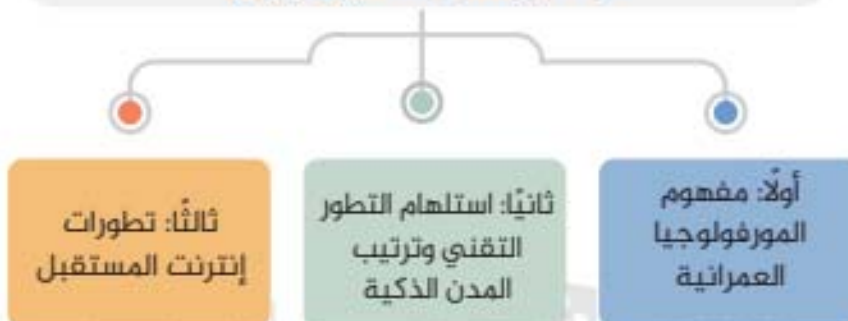 أولًا: مفهوم
المورفولوجيا
العمرانية
ثانيًا: استلهام التطور
التقني وترتيب
المدن الذكية
ثالثًا: تطورات
إنترنت المستقبل